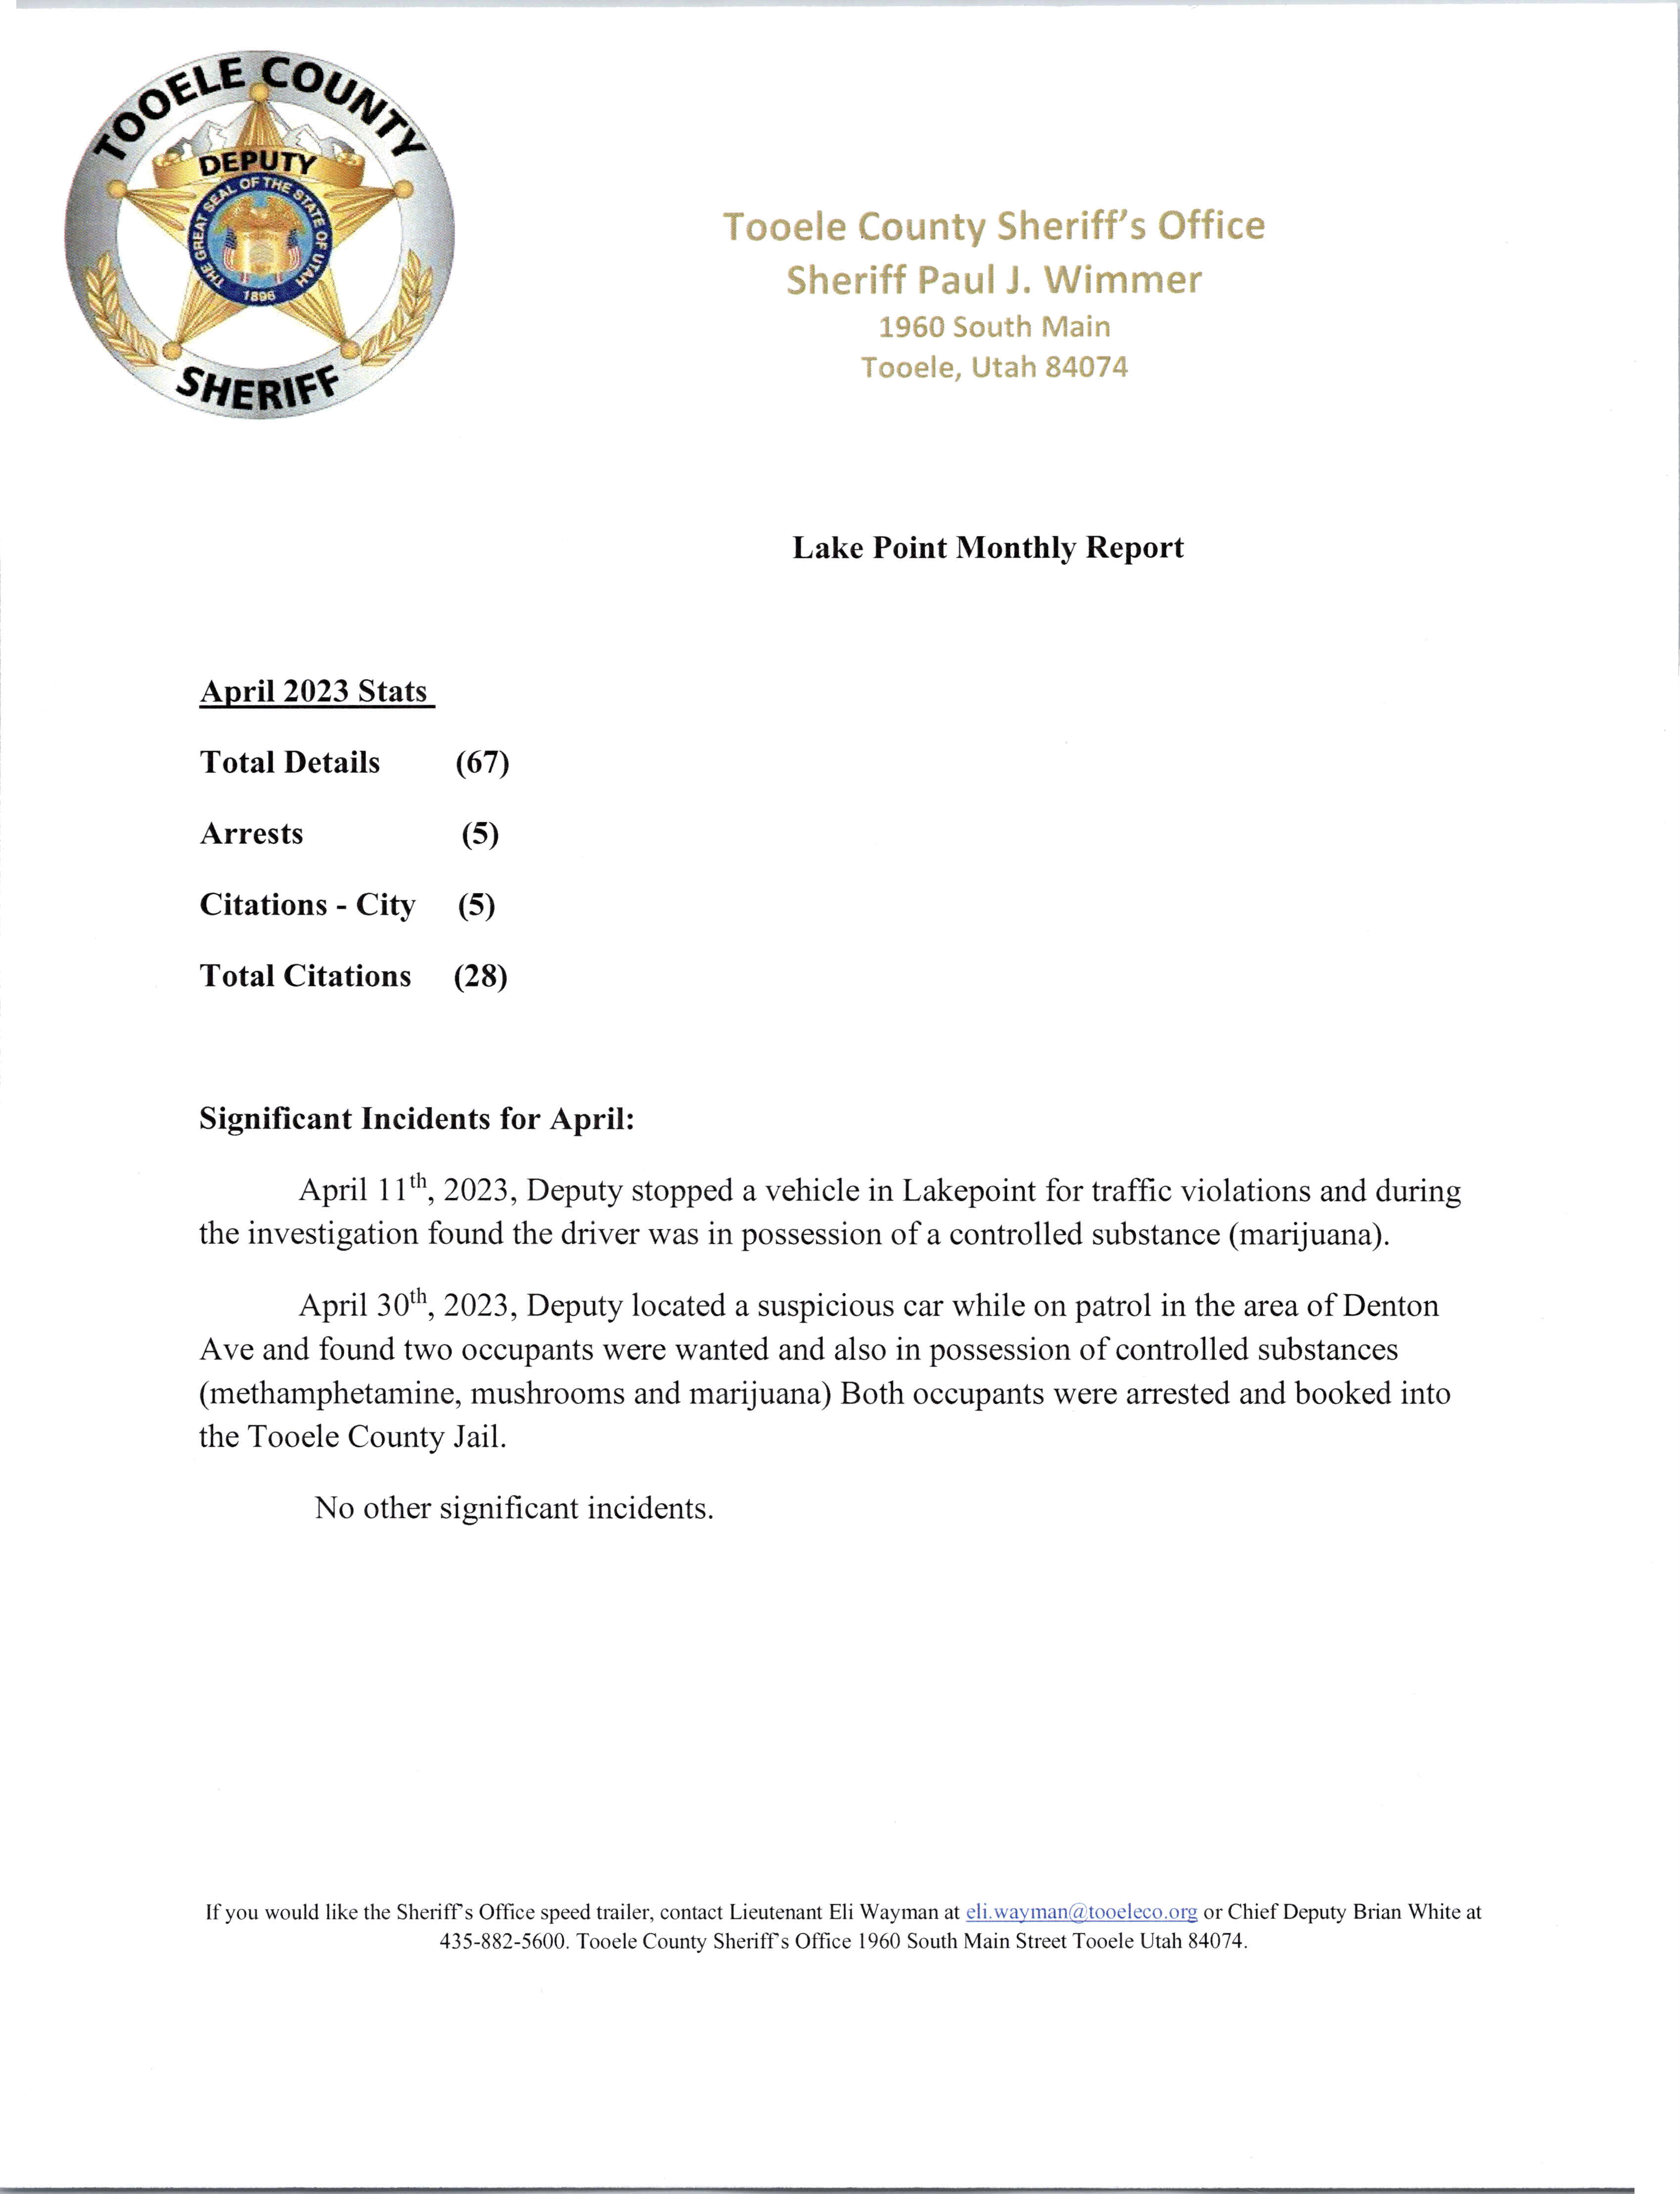 TOOELE COUNTY
DEPUTY
THE GREAT SEAL OF THE STATE OF UTAH
1896
SHERIFF
Tooele County Sheriff's Office
Sheriff Paul J. Wimmer
1960 South Main
Tooele, Utah 84074
Lake Point Monthly Report
April 2023 Stats
Total Details (67)
Arrests (5)
Citations - City (5)
Total Citations (28)
Significant Incidents for April:
April 11th, 2023, Deputy stopped a vehicle in Lakepoint for traffic violations and during
the investigation found the driver was in possession of a controlled substance (marijuana).
April 30th, 2023, Deputy located a suspicious car while on patrol in the area of Denton
Ave and found two occupants were wanted and also in possession of controlled substances
(methamphetamine, mushrooms and marijuana) Both occupants were arrested and booked into
the Tooele County Jail.
No other significant incidents.
If you would like the Sheriff's Office speed trailer, contact Lieutenant Eli Wayman at eli.wayman@tooeleco.org or Chief Deputy Brian White at
435-882-5600. Tooele County Sheriff's Office 1960 South Main Street Tooele Utah 84074.